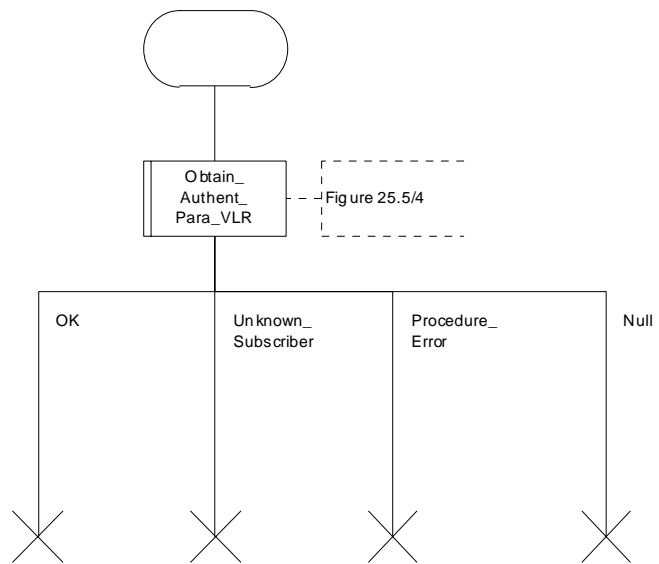 Obtain_
Authent_
Para_VLR
Figure 25.5/4
OK
Unknown_
Subscriber
Procedure_
Error
Null